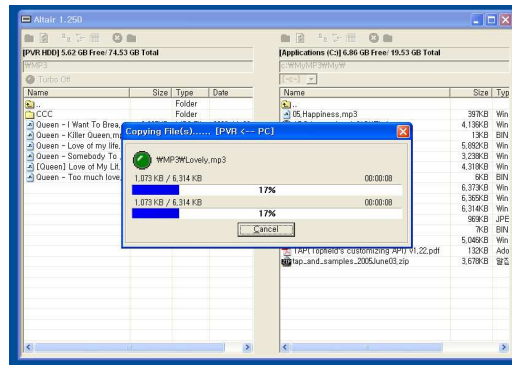 Altair 1.250
[PVR HDD] 5.62 GB Free/ 74.53 GB Total
[Applications (C:)] 6.86 GB Free/ 19.53 GB Total
₩MP3
c:₩MyMP3₩My₩
Turbo Off
[-c-]
Name Size Type Date
Name Size Typ
.. Folder
..
CCC Folder
05,Happiness,mp3 397KB Win
Queen - I Want To Brea,
4,136KB Win
Queen - Killer Queen,m
13KB BIN
Queen - Love of my life,
5,892KB Win
Queen - Somebody To
3,238KB Win
[Queen] Love of My Lif,
4,318KB Win
Queen - Too much love,
6KB BIN
6,373KB Win
6,365KB Win
6,314KB Win
969KB JPE
7KB BIN
5,046KB Win
TAP(Topfield's customizing API) V1,22,pdf 132KB Ado
tap_and_samples_2005June03,zip 3,678KB 알집
Copying File(s)...... [PVR <-- PC]
₩MP3₩Lovely,mp3
1,073 KB / 6,314 KB 00:00:08
17%
1,073 KB / 6,314 KB 00:00:08
17%
Cancel